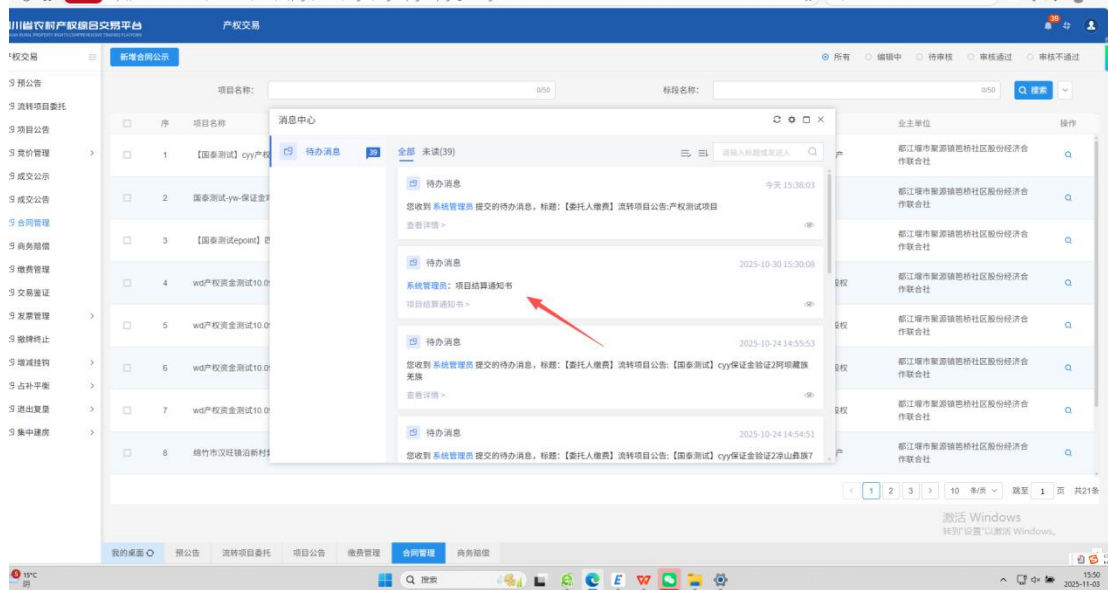 川省农村产权综合交易平台
产权交易
39
新增合同公示
所有 编辑中 待审核 审核通过 审核不通过
权交易
预公告
流转项目委托
项目公告
竞价管理
成交公示
成交公告
合同管理
商务赔偿
缴费管理
交易鉴证
发票管理
撤牌终止
增减挂钩
占补平衡
退出复垦
集中建房
项目名称: 0/50 标段名称: 0/50 搜索
序 项目名称 业主单位 操作
1 【国泰测试】cyy产权 都江堰市聚源镇笆桥社区股份经济合作联合社
2 国泰测试-yw-保证金 都江堰市聚源镇笆桥社区股份经济合作联合社
3 【国泰测试epoint】 都江堰市聚源镇笆桥社区股份经济合作联合社
4 wd产权资金测试10.0 股权 都江堰市聚源镇笆桥社区股份经济合作联合社
5 wd产权资金测试10.0 股权 都江堰市聚源镇笆桥社区股份经济合作联合社
6 wd产权资金测试10.0 股权 都江堰市聚源镇笆桥社区股份经济合作联合社
7 wd产权资金测试10.0 股权 都江堰市聚源镇笆桥社区股份经济合作联合社
8 绵竹市汉旺镇沿新村 都江堰市聚源镇笆桥社区股份经济合作联合社
消息中心
待办消息 39
全部 未读(39)
请输入标题或发送人
待办消息 今天 15:38:03
您收到 系统管理员 提交的待办消息，标题:【委托人缴费】流转项目公告:产权测试项目
查看详情 >
待办消息 2025-10-30 15:30:08
系统管理员：项目结算通知书
项目结算通知书 >
待办消息 2025-10-24 14:55:53
您收到 系统管理员 提交的待办消息，标题:【委托人缴费】流转项目公告:【国泰测试】cyy保证金验证2阿坝藏族
羌族
查看详情 >
待办消息 2025-10-24 14:54:51
您收到 系统管理员 提交的待办消息，标题:【委托人缴费】流转项目公告:【国泰测试】cyy保证金验证2凉山彝族7
1 2 3 10 条/页 跳至 1 页 共21条
激活 Windows
转到"设置"以激活 Windows。
我的桌面 预公告 流转项目委托 项目公告 缴费管理 合同管理 商务赔偿
15°C
阴
搜索
15:50
2025-11-03